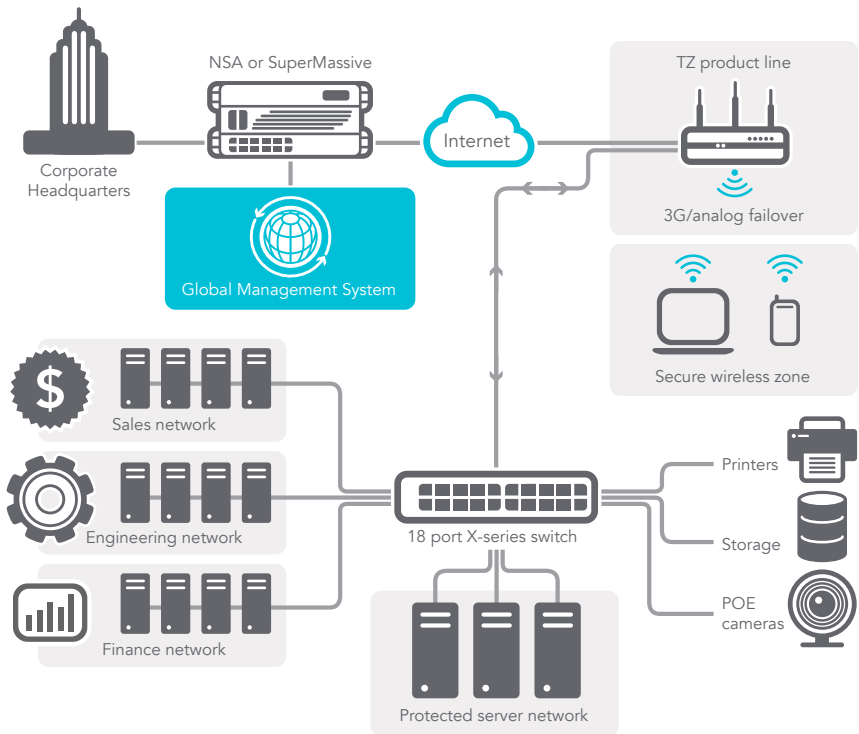 NSA or SuperMassive
TZ product line
Internet
Corporate
Headquarters
3G/analog failover
Global Management System
Secure wireless zone
$
Sales network
Printers
Engineering network
18 port X-series switch
Storage
POE
cameras
Finance network
Protected server network